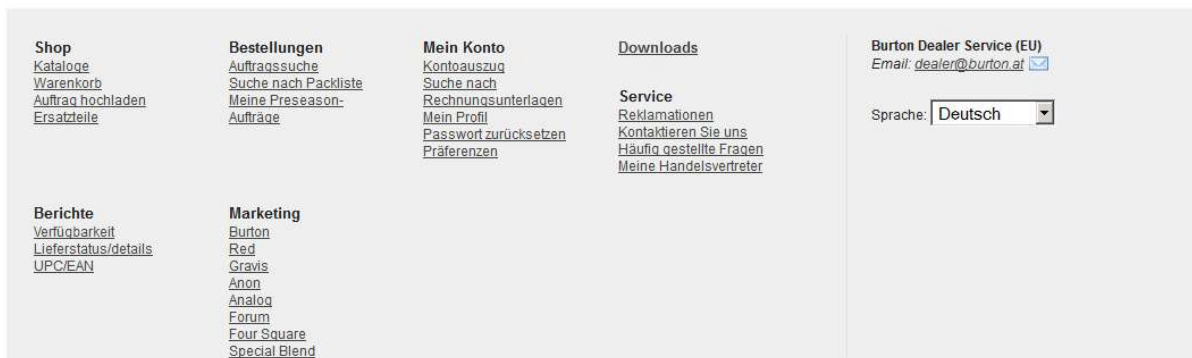 Shop
Kataloge
Warenkorb
Auftrag hochladen
Ersatzteile
Bestellungen
Auftragssuche
Suche nach Packliste
Meine Preseason-
Aufträge
Mein Konto
Kontoauszug
Suche nach
Rechnungsunterlagen
Mein Profil
Passwort zurücksetzen
Präferenzen
Downloads
Service
Reklamationen
Kontaktieren Sie uns
Häufig gestellte Fragen
Meine Handelsvertreter
Burton Dealer Service (EU)
Email: dealer@burton.at
Sprache: Deutsch
Berichte
Verfügbarkeit
Lieferstatus/details
UPC/EAN
Marketing
Burton
Red
Gravis
Anon
Analog
Forum
Four Square
Special Blend